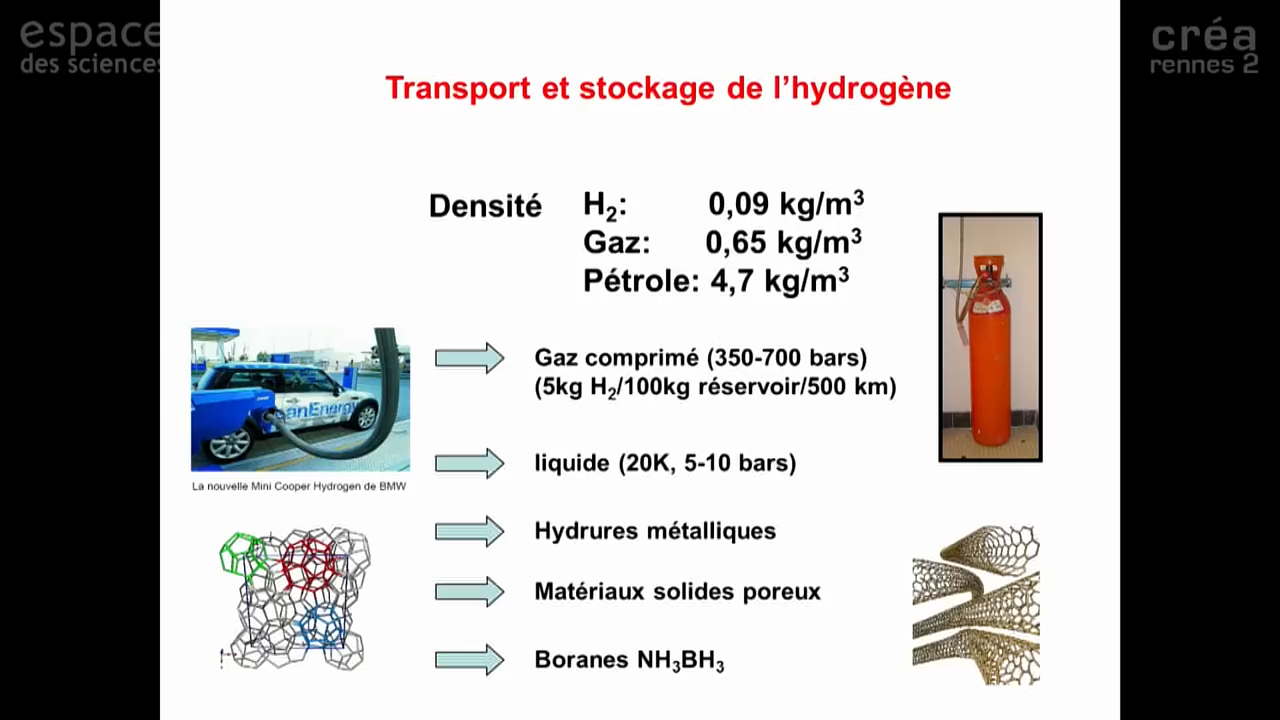 espace
des sciences
créa
rennes 2
Transport et stockage de l’hydrogène
Densité H₂: 0,09 kg/m³
Gaz: 0,65 kg/m³
Pétrole: 4,7 kg/m³
Gaz comprimé (350-700 bars)
(5kg H₂/100kg réservoir/500 km)
liquide (20K, 5-10 bars)
anEnergy
La nouvelle Mini Cooper Hydrogen de BMW
Hydrures métalliques
Matériaux solides poreux
Boranes NH₃BH₃